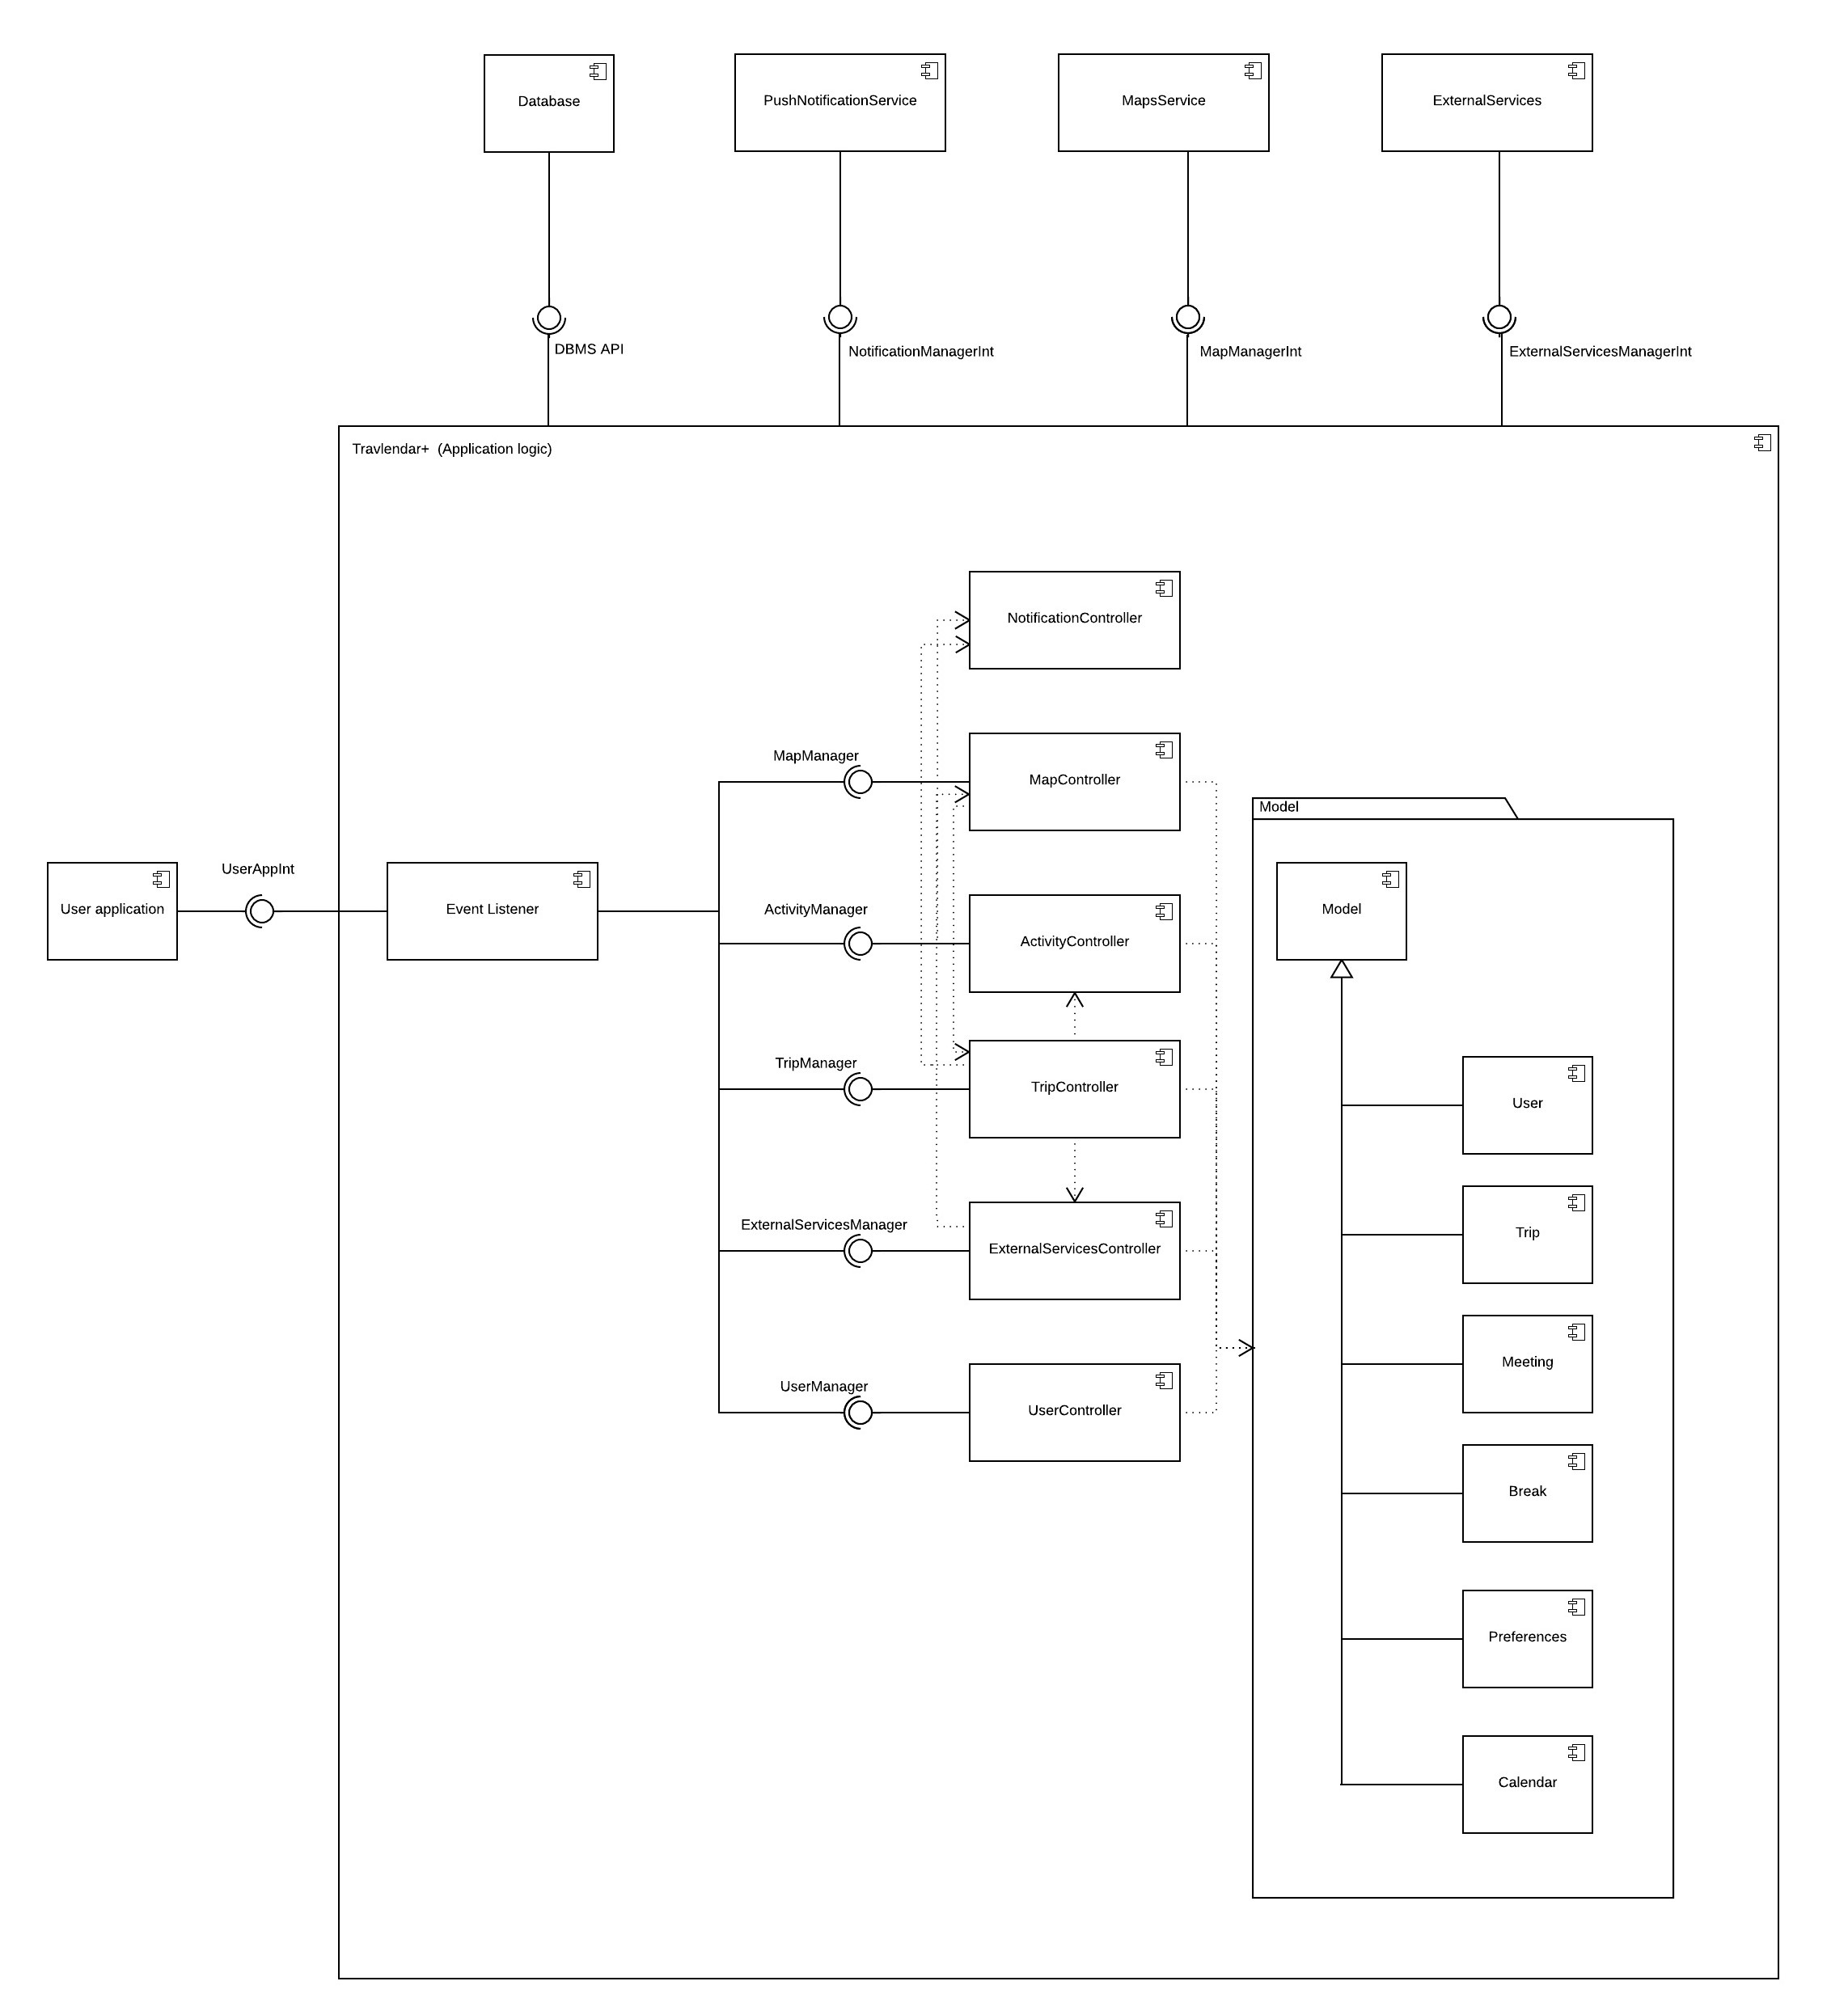 Database
PushNotificationService
MapsService
ExternalServices
DBMS API
NotificationManagerInt
MapManagerInt
ExternalServicesManagerInt
Travlendar+  (Application logic)
NotificationController
MapManager
MapController
Model
UserAppInt
User application
Event Listener
ActivityManager
ActivityController
Model
TripManager
TripController
User
ExternalServicesManager
ExternalServicesController
Trip
Meeting
UserManager
UserController
Break
Preferences
Calendar